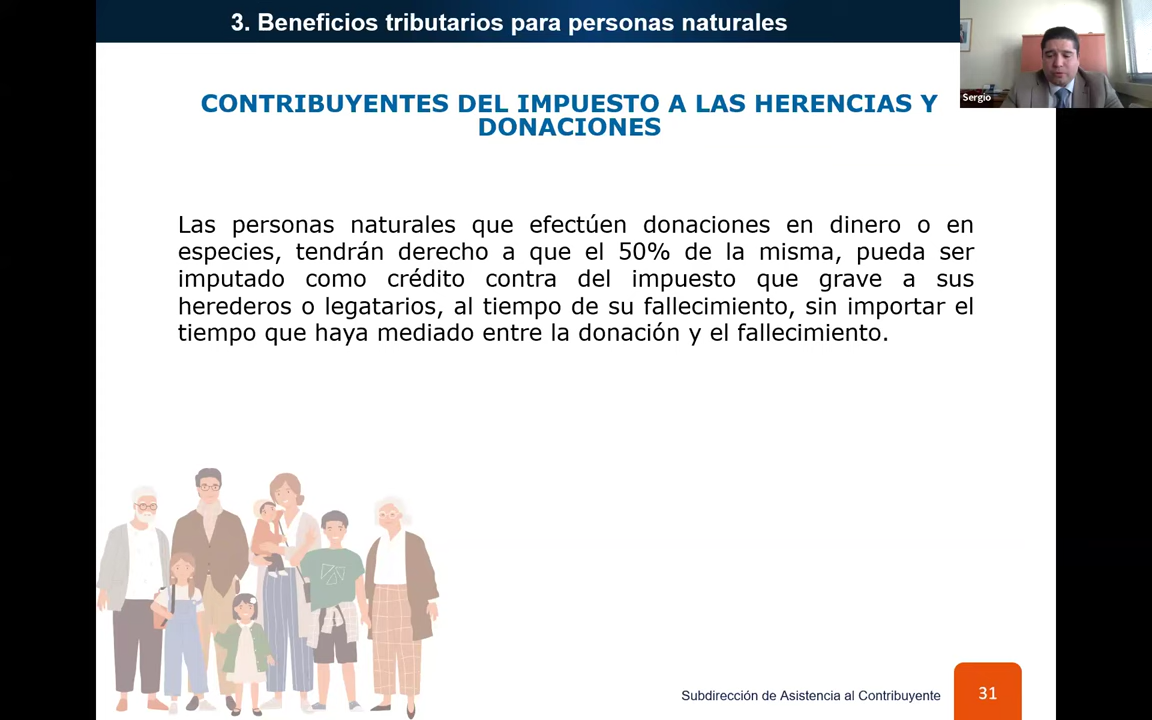 3. Beneficios tributarios para personas naturales
Sergio
CONTRIBUYENTES DEL IMPUESTO A LAS HERENCIAS Y
DONACIONES
Las personas naturales que efectúen donaciones en dinero o en
especies, tendrán derecho a que el 50% de la misma, pueda ser
imputado como crédito contra del impuesto que grave a sus
herederos o legatarios, al tiempo de su fallecimiento, sin importar el
tiempo que haya mediado entre la donación y el fallecimiento.
Subdirección de Asistencia al Contribuyente
31